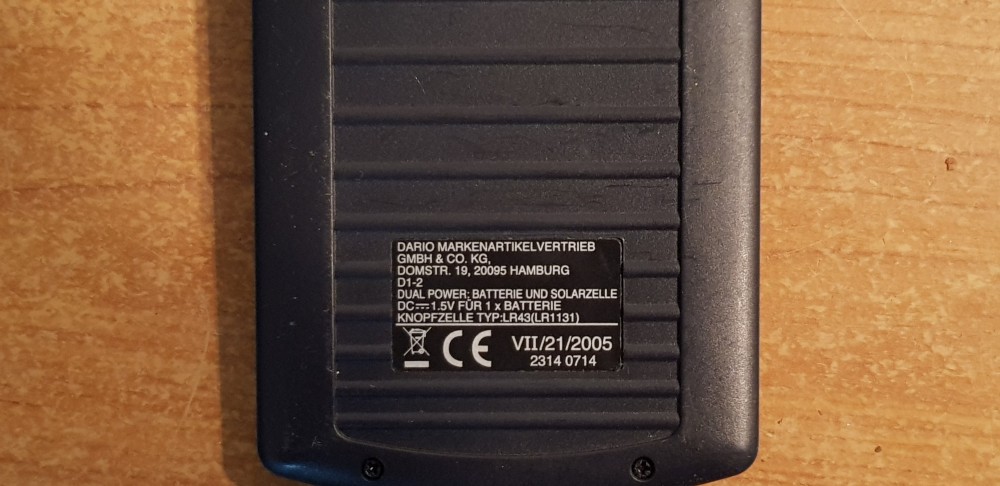 DARIO MARKENARTIKELVERTRIEB
GMBH & CO. KG,
DOMSTR. 19, 20095 HAMBURG
D1-2
DUAL POWER: BATTERIE UND SOLARZELLE
DC⎓1.5V FÜR 1 x BATTERIE
KNOPFZELLE TYP:LR43(LR1131)
CE VII/21/2005
2314 0714